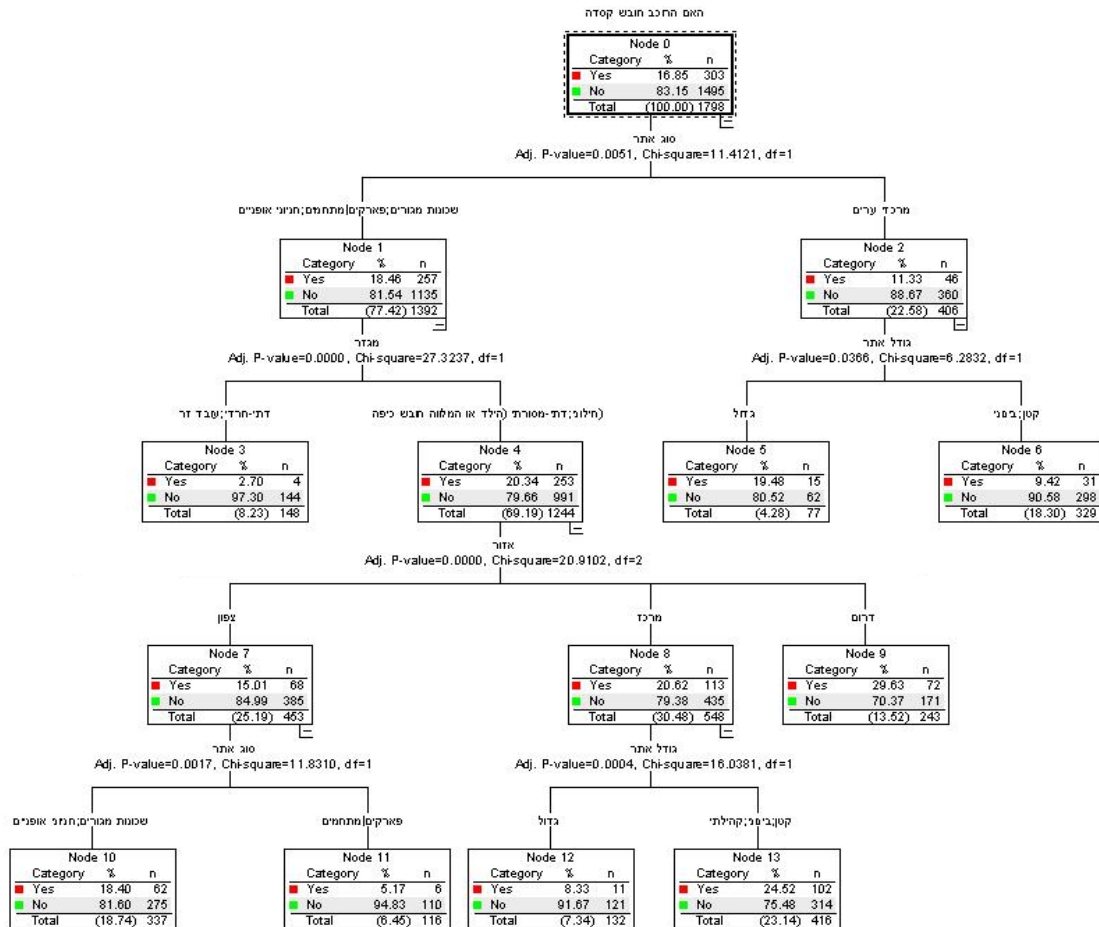 האם הרוכב חובש קסדה
Node 0
Category % n
Yes 16.85 303
No 83.15 1495
Total (100.00) 1798
סוג אתר
Adj. P-value=0.0051, Chi-square=11.4121, df=1
שכונות מגורים;פארקים|מתחמים;חניוני אופניים
מרכדי ערים
Node 1
Category % n
Yes 18.46 257
No 81.54 1135
Total (77.42) 1392
Node 2
Category % n
Yes 11.33 46
No 88.67 360
Total (22.58) 406
מגזר
Adj. P-value=0.0000, Chi-square=27.3237, df=1
גודל אתר
Adj. P-value=0.0366, Chi-square=6.2832, df=1
דתי-חרדי;עובד זר
(חילוני;דתי-מסורתי (הילד או המלווה חובש כיפה
גדול
קטן;בינוני
Node 3
Category % n
Yes 2.70 4
No 97.30 144
Total (8.23) 148
Node 4
Category % n
Yes 20.34 253
No 79.66 991
Total (69.19) 1244
Node 5
Category % n
Yes 19.48 15
No 80.52 62
Total (4.28) 77
Node 6
Category % n
Yes 9.42 31
No 90.58 298
Total (18.30) 329
אזור
Adj. P-value=0.0000, Chi-square=20.9102, df=2
צפון
מרכז
דרום
Node 7
Category % n
Yes 15.01 68
No 84.99 385
Total (25.19) 453
Node 8
Category % n
Yes 20.62 113
No 79.38 435
Total (30.48) 548
Node 9
Category % n
Yes 29.63 72
No 70.37 171
Total (13.52) 243
סוג אתר
Adj. P-value=0.0017, Chi-square=11.8310, df=1
גודל אתר
Adj. P-value=0.0004, Chi-square=16.0381, df=1
שכונות מגורים;חניוני אופניים
פארקים|מתחמים
גדול
קטן;בינוני;קהילתי
Node 10
Category % n
Yes 18.40 62
No 81.60 275
Total (18.74) 337
Node 11
Category % n
Yes 5.17 6
No 94.83 110
Total (6.45) 116
Node 12
Category % n
Yes 8.33 11
No 91.67 121
Total (7.34) 132
Node 13
Category % n
Yes 24.52 102
No 75.48 314
Total (23.14) 416